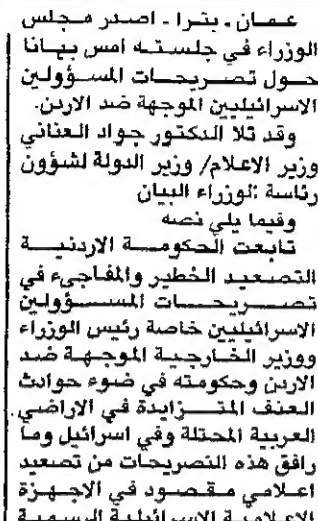 عمان ـ بترا ـ اصدر مجلس
الوزراء في جلسته امس بيانا
حول تصريحات المسؤولين
الاسرائيليين الموجهة ضد الاردن.
وقد تلا الدكتور جواد العناني
وزير الاعلام/ وزير الدولة لشؤون
رئاسة الوزراء البيان
وفيما يلي نصه
تابعت الحكومة الاردنية
التصعيد الخطير والمفاجىء في
تصريحات المسؤولين
الاسرائيليين خاصة رئيس الوزراء
ووزير الخارجية الموجهة ضد
الاردن وحكومته في ضوء حوادث
العنف المتزايدة في الاراضي
العربية المحتلة وفي اسرائيل وما
رافق هذه التصريحات من تصعيد
اعلامي مقصود في الاجهزة
الاعلامية الاسرائيلية الرسمية